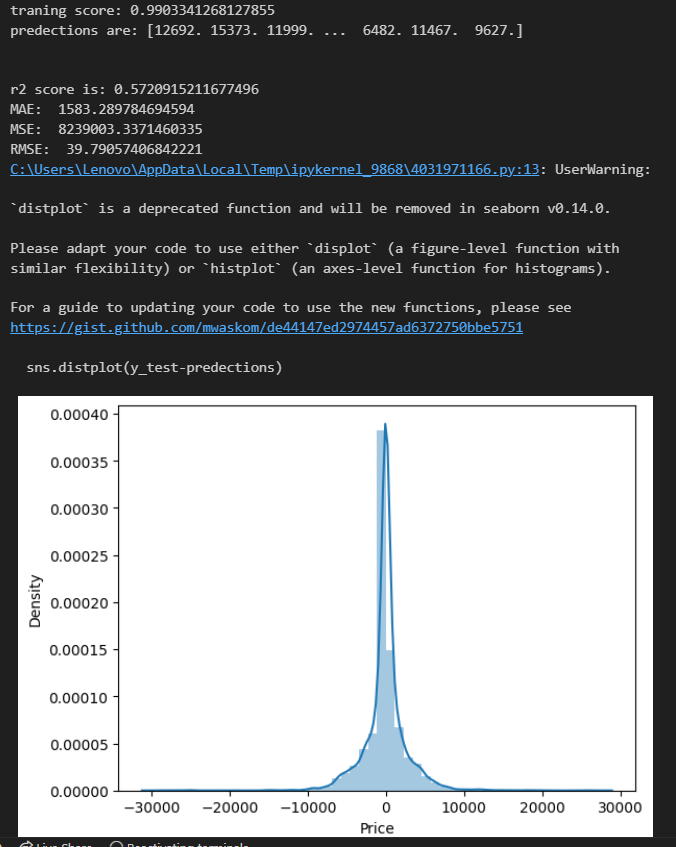 traning score: 0.9903341268127855
predections are: [12692. 15373. 11999. ...  6482. 11467.  9627.]
r2 score is: 0.5720915211677496
MAE:  1583.289784694594
MSE:  8239003.3371460335
RMSE:  39.79057406842221
C:\Users\Lenovo\AppData\Local\Temp\ipykernel_9868\4031971166.py:13: UserWarning:
`distplot` is a deprecated function and will be removed in seaborn v0.14.0.
Please adapt your code to use either `displot` (a figure-level function with
similar flexibility) or `histplot` (an axes-level function for histograms).
For a guide to updating your code to use the new functions, please see
https://gist.github.com/mwaskom/de44147ed2974457ad6372750bbe5751
sns.distplot(y_test-predections)
0.00040
0.00035
0.00030
0.00025
0.00020
0.00015
0.00010
0.00005
0.00000
Density
−30000 −20000 −10000 0 10000 20000 30000
Price
Live Share Reactivating terminals